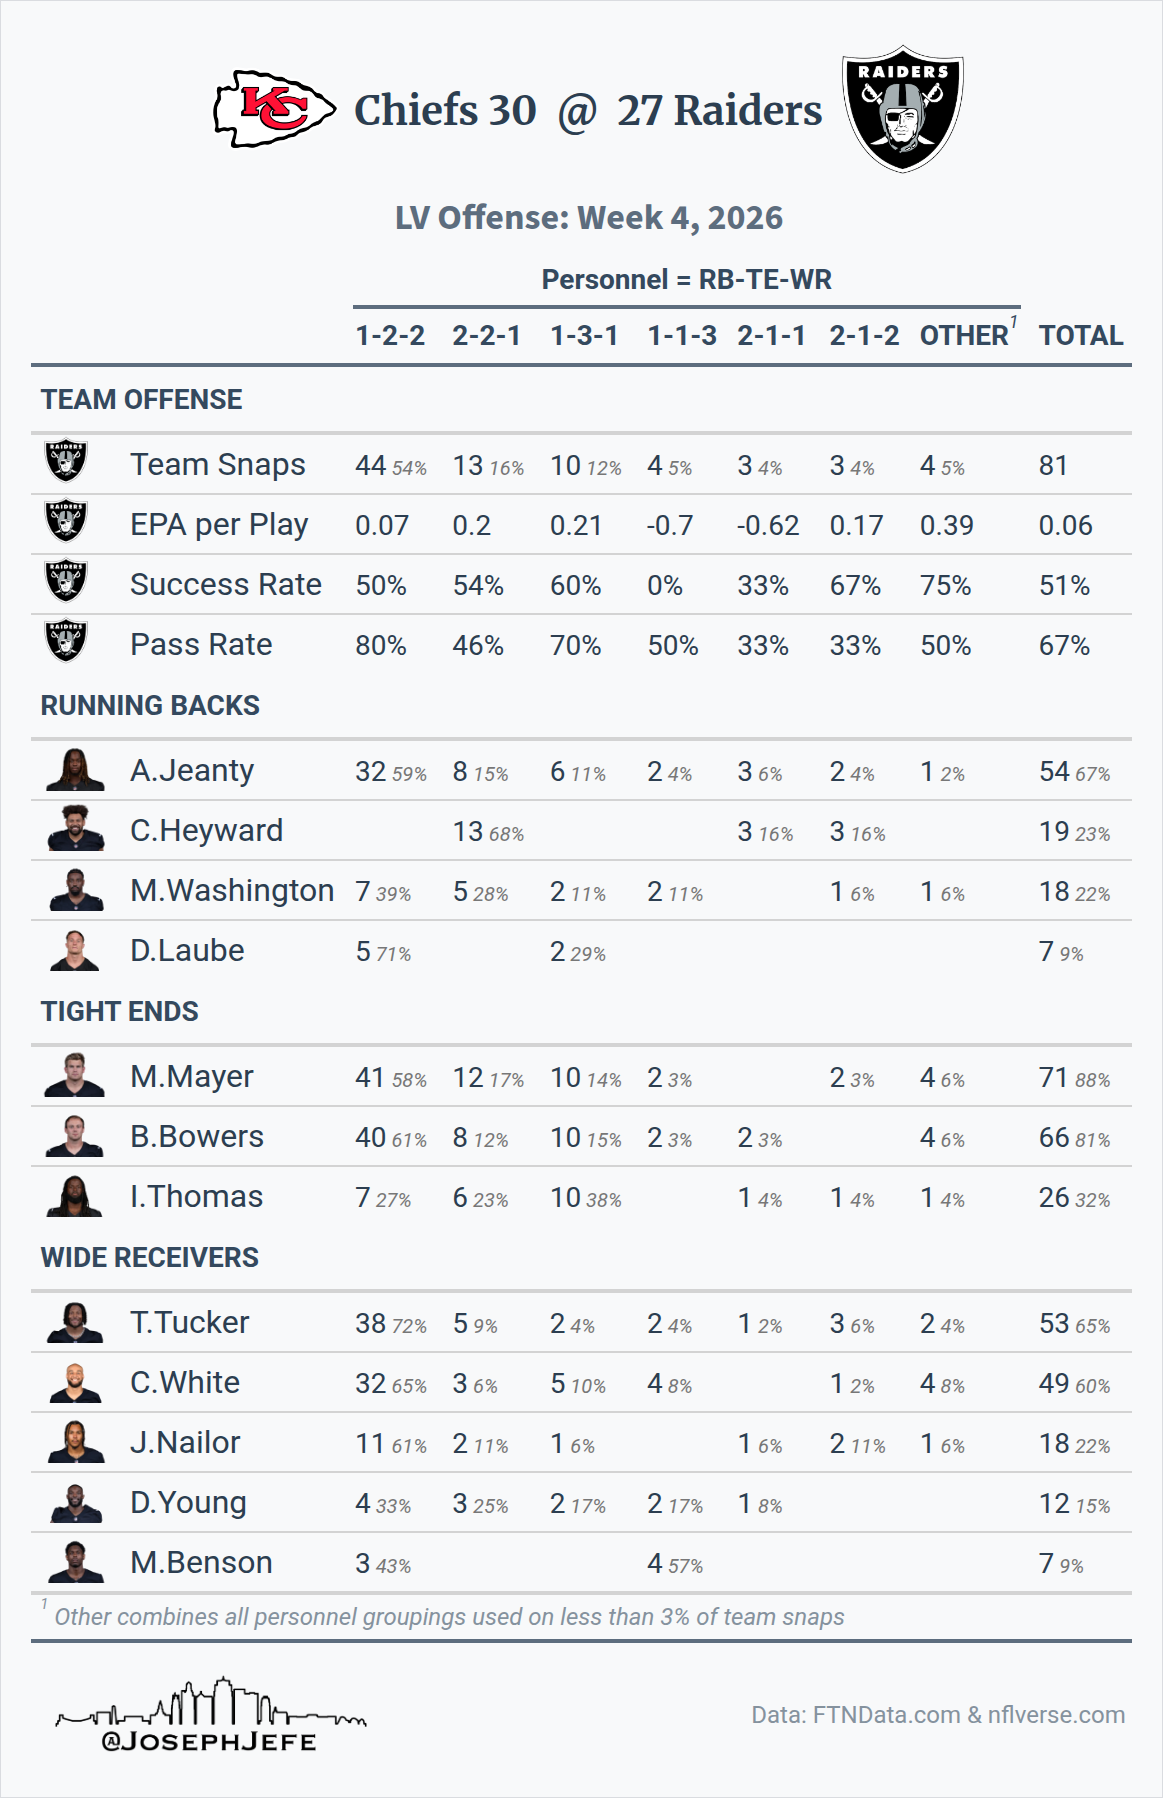 KC
Chiefs 30 @ 27 Raiders
RAIDERS
LV Offense: Week 4, 2026
Personnel = RB-TE-WR
1-2-2 2-2-1 1-3-1 1-1-3 2-1-1 2-1-2 OTHER¹ TOTAL
TEAM OFFENSE
Team Snaps 44 54% 13 16% 10 12% 4 5% 3 4% 3 4% 4 5% 81
EPA per Play 0.07 0.2 0.21 -0.7 -0.62 0.17 0.39 0.06
Success Rate 50% 54% 60% 0% 33% 67% 75% 51%
Pass Rate 80% 46% 70% 50% 33% 33% 50% 67%
RUNNING BACKS
A.Jeanty 32 59% 8 15% 6 11% 2 4% 3 6% 2 4% 1 2% 54 67%
C.Heyward 13 68% 3 16% 3 16% 19 23%
M.Washington 7 39% 5 28% 2 11% 2 11% 1 6% 1 6% 18 22%
D.Laube 5 71% 2 29% 7 9%
TIGHT ENDS
M.Mayer 41 58% 12 17% 10 14% 2 3% 2 3% 4 6% 71 88%
B.Bowers 40 61% 8 12% 10 15% 2 3% 2 3% 4 6% 66 81%
I.Thomas 7 27% 6 23% 10 38% 1 4% 1 4% 1 4% 26 32%
WIDE RECEIVERS
T.Tucker 38 72% 5 9% 2 4% 2 4% 1 2% 3 6% 2 4% 53 65%
C.White 32 65% 3 6% 5 10% 4 8% 1 2% 4 8% 49 60%
J.Nailor 11 61% 2 11% 1 6% 1 6% 2 11% 1 6% 18 22%
D.Young 4 33% 3 25% 2 17% 2 17% 1 8% 12 15%
M.Benson 3 43% 4 57% 7 9%
¹ Other combines all personnel groupings used on less than 3% of team snaps
@JOSEPHJEFE
Data: FTNData.com & nflverse.com